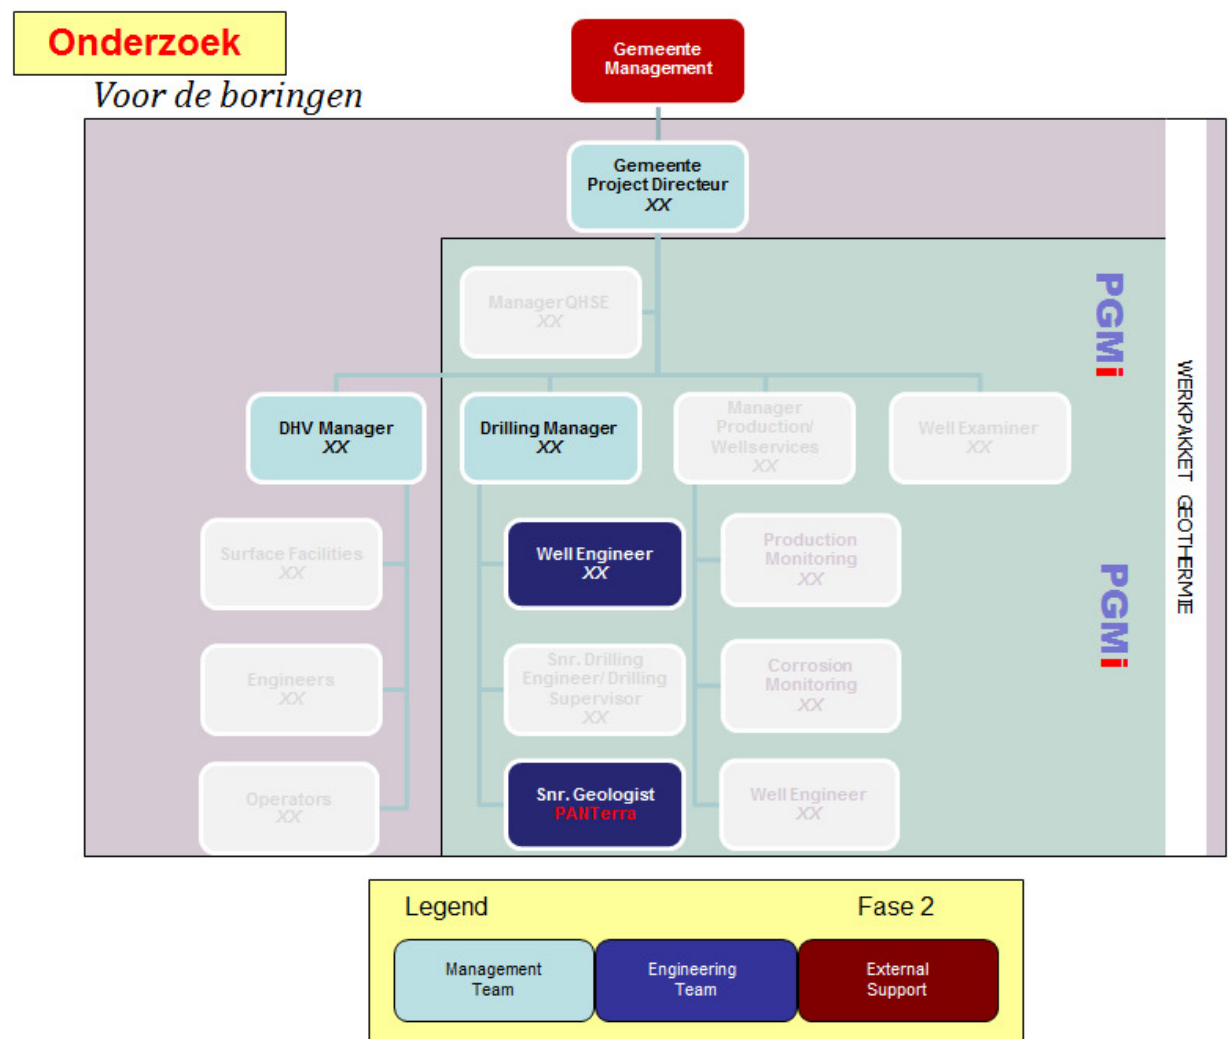 Onderzoek
Voor de boringen
Gemeente
Management
Gemeente
Project Directeur
XX
Manager QHSE
XX
PGMi
DHV Manager
XX
Drilling Manager
XX
Manager
Production/
Wellservices
XX
Well Examiner
XX
WERKPAKKET GEOTHERMIE
Surface Facilities
XX
Well Engineer
XX
Production
Monitoring
XX
PGMi
Engineers
XX
Snr. Drilling
Engineer/ Drilling
Supervisor
XX
Corrosion
Monitoring
XX
Operators
XX
Snr. Geologist
PANTerra
Well Engineer
XX
Legend
Fase 2
Management
Team
Engineering
Team
External
Support